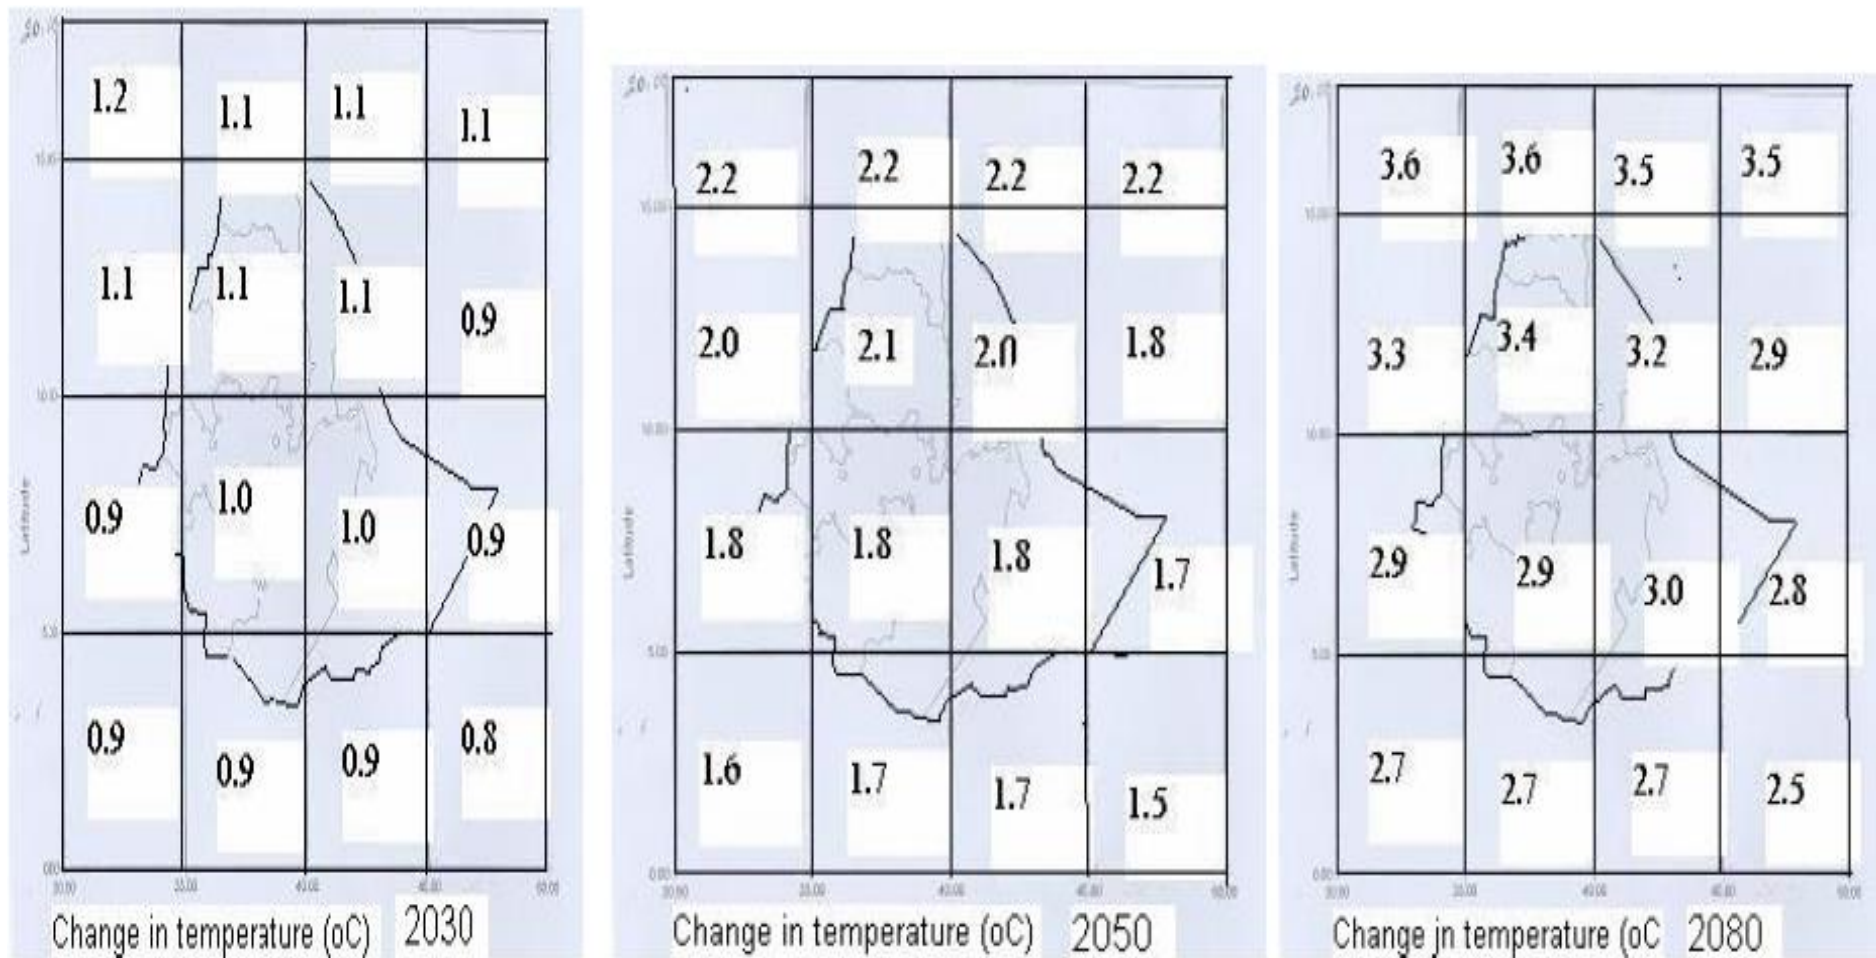 1.2 1.1 1.1 1.1
1.1 1.1 1.1 0.9
0.9 1.0 1.0 0.9
0.9 0.9 0.9 0.8
Latitude
Change in temperature (oC) 2030
2.2 2.2 2.2 2.2
2.0 2.1 2.0 1.8
1.8 1.8 1.8 1.7
1.6 1.7 1.7 1.5
Latitude
Change in temperature (oC) 2050
3.6 3.6 3.5 3.5
3.3 3.4 3.2 2.9
2.9 2.9 3.0 2.8
2.7 2.7 2.7 2.5
Latitude
Change jn temperature (oC 2080